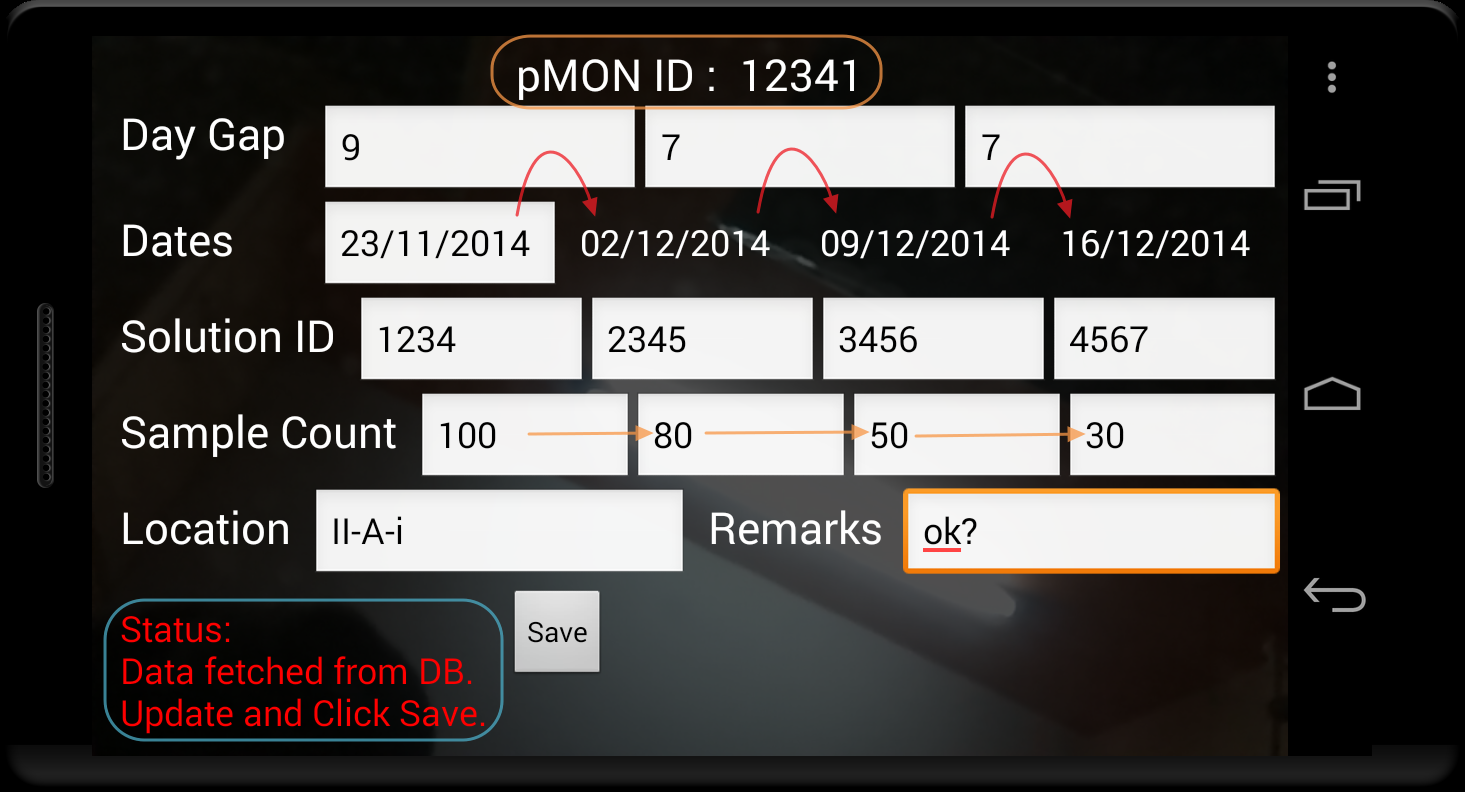 pMON ID : 12341
Day Gap 9 7 7
Dates 23/11/2014 02/12/2014 09/12/2014 16/12/2014
Solution ID 1234 2345 3456 4567
Sample Count 100 80 50 30
Location II-A-i Remarks ok?
Save
Status:
Data fetched from DB.
Update and Click Save.